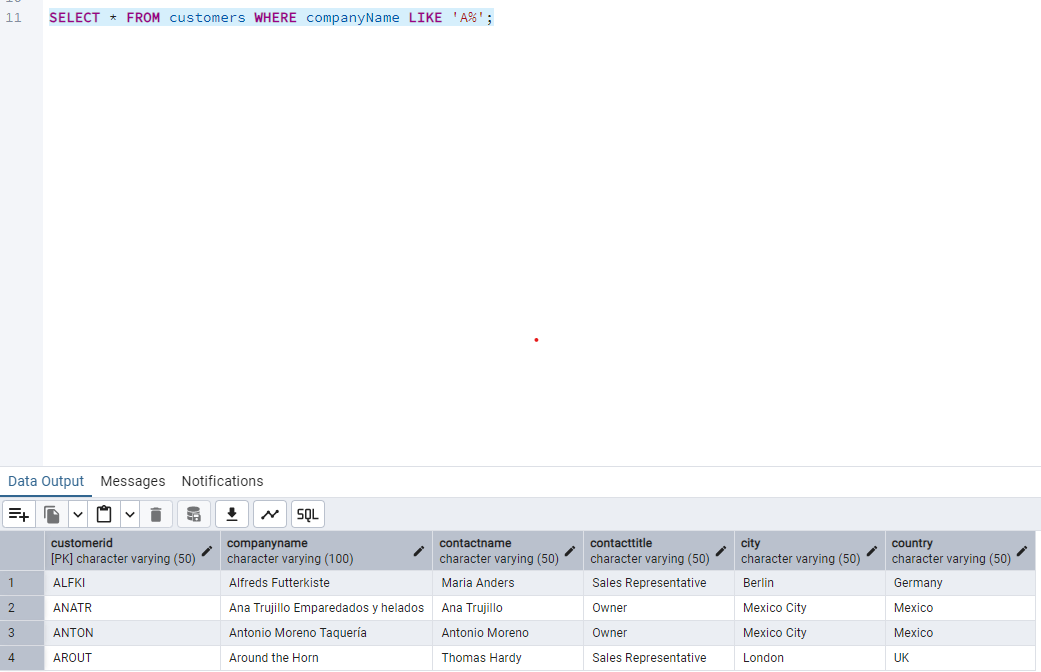 11 SELECT * FROM customers WHERE companyName LIKE 'A%';
Data Output Messages Notifications
SQL
customerid companyname contactname contacttitle city country
[PK] character varying (50) character varying (100) character varying (50) character varying (50) character varying (50) character varying (50)
1 ALFKI Alfreds Futterkiste Maria Anders Sales Representative Berlin Germany
2 ANATR Ana Trujillo Emparedados y helados Ana Trujillo Owner Mexico City Mexico
3 ANTON Antonio Moreno Taquería Antonio Moreno Owner Mexico City Mexico
4 AROUT Around the Horn Thomas Hardy Sales Representative London UK